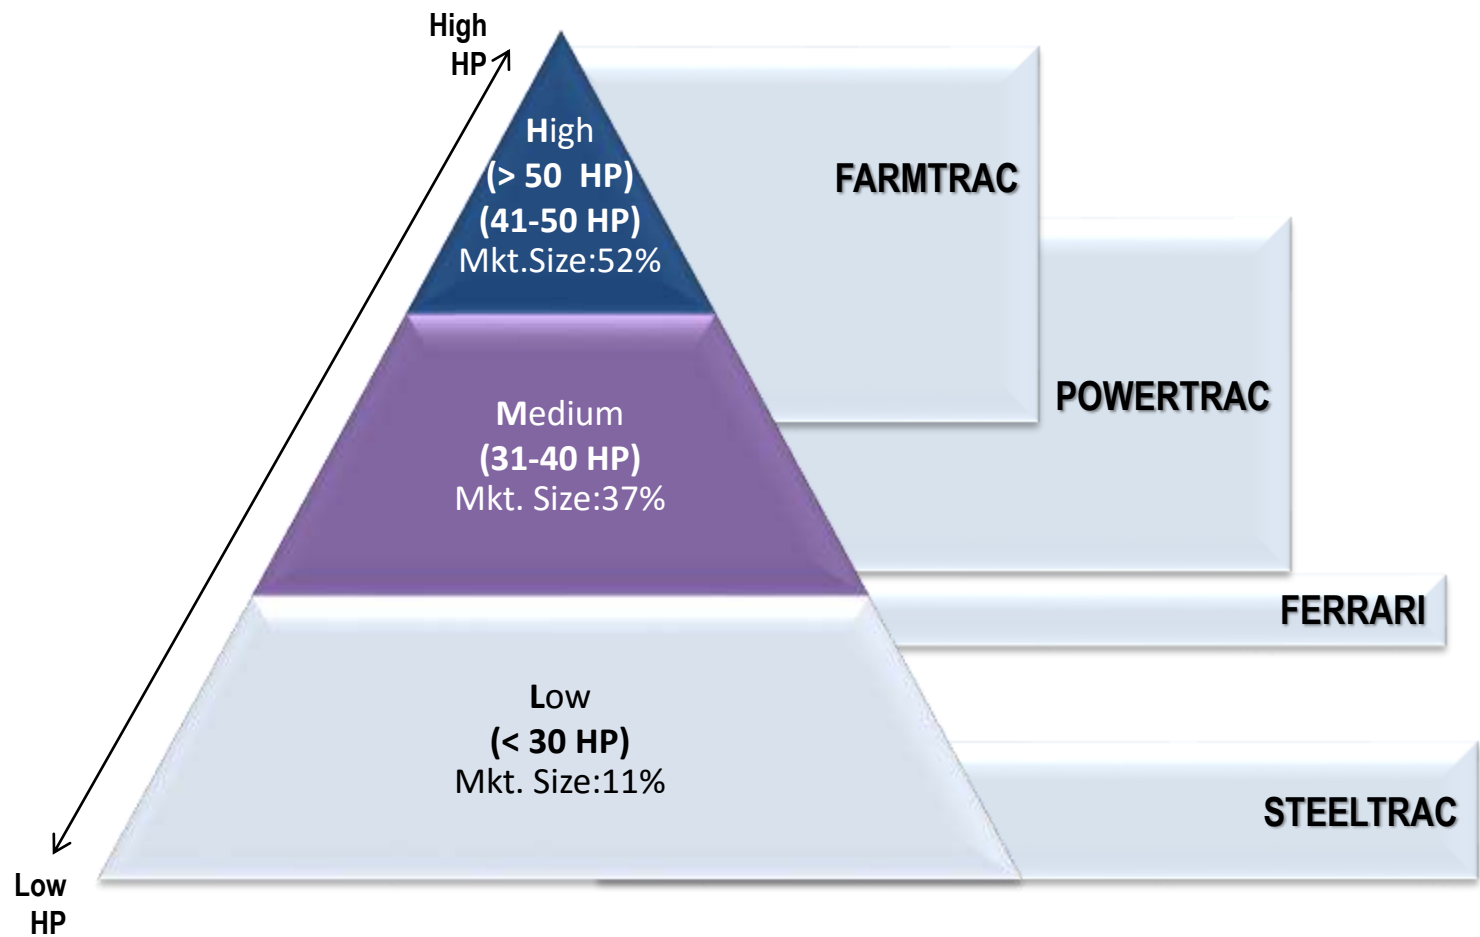 High
HP
High
(> 50  HP)
(41-50 HP)
Mkt.Size:52%
FARMTRAC
POWERTRAC
Medium
(31-40 HP)
Mkt. Size:37%
FERRARI
Low
(< 30 HP)
Mkt. Size:11%
STEELTRAC
Low
HP